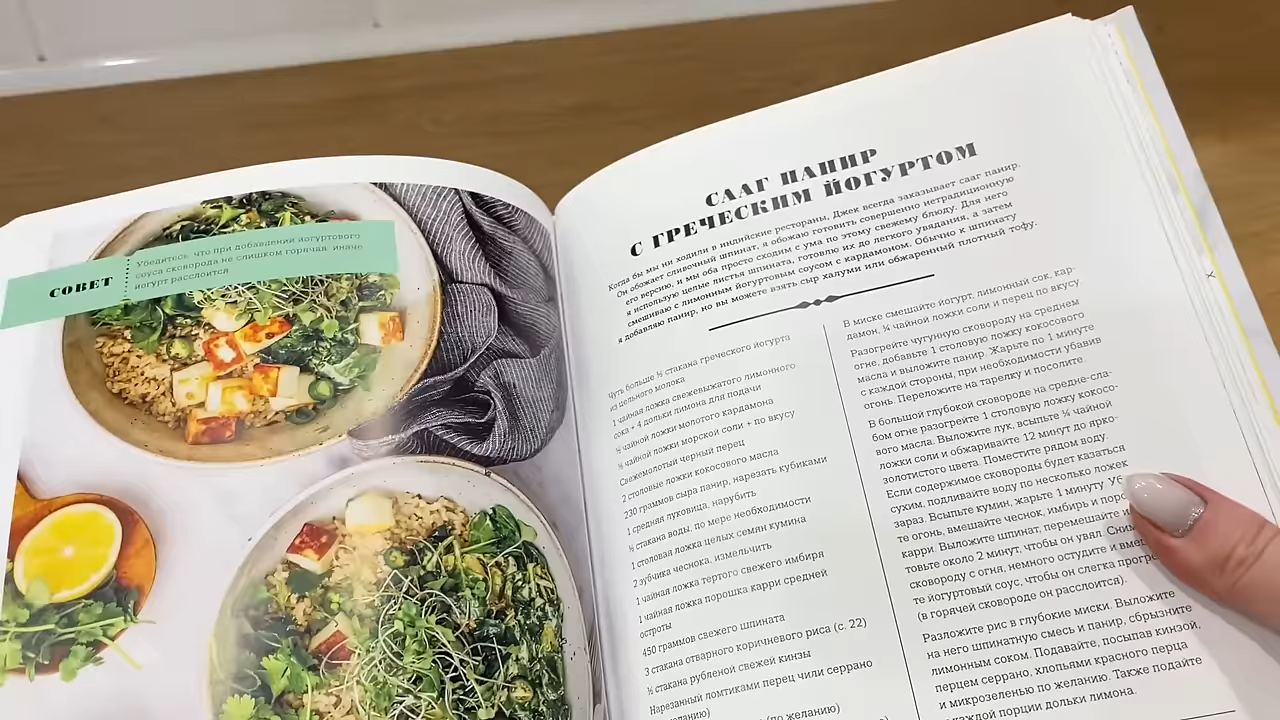 СОВЕТ
Убедитесь, что при добавлении йогуртового
соуса сковорода не слишком горячая, иначе
йогурт расслоится
СААГ ПАНИР
С ГРЕЧЕСКИМ ЙОГУРТОМ
Когда бы мы ни ходили в индийские рестораны, Джек всегда заказывает сааг панир.
Он обожает сливочный шпинат, я обожаю готовить совершенно нетрадиционную
его версию, и мы оба просто сходим с ума по этому свежему блюду. Для него
я использую целые листья шпината, готовлю их до легкого увядания, а затем
смешиваю с лимонным йогуртовым соусом с кардамоном. Обычно к шпинату
я добавляю панир, но вы можете взять сыр халуми или обжаренный плотный тофу.
Чуть больше ½ стакана греческого йогурта
из цельного молока
1 чайная ложка свежевыжатого лимонного
сока + 4 дольки лимона для подачи
½ чайной ложки молотого кардамона
½ чайной ложки морской соли + по вкусу
Свежемолотый черный перец
2 столовые ложки кокосового масла
230 граммов сыра панир, нарезать кубиками
1 средняя луковица, нарубить
½ стакана воды, по мере необходимости
1 столовая ложка целых семян кумина
2 зубчика чеснока, измельчить
1 чайная ложка тертого свежего имбиря
1 чайная ложка порошка карри средней
остроты
450 граммов свежего шпината
3 стакана отварного коричневого риса (с. 22)
½ стакана рубленой свежей кинзы
Нарезанный ломтиками перец чили серрано
(по желанию)
В миске смешайте йогурт, лимонный сок, кар-
дамон, ¼ чайной ложки соли и перец по вкусу
Разогрейте чугунную сковороду на среднем
огне, добавьте 1 столовую ложку кокосового
масла и выложите панир. Жарьте по 1 минуте
с каждой стороны, при необходимости убавив
огонь. Переложите на тарелку и посолите.
В большой глубокой сковороде на средне-сла-
бом огне разогрейте 1 столовую ложку кокосо-
вого масла. Выложите лук, всыпьте ¼ чайной
ложки соли и обжаривайте 12 минут до ярко-
золотистого цвета. Поместите рядом воду.
Если содержимое сковороды будет казаться
сухим, подливайте воду по несколько ложек
зараз. Всыпьте кумин, жарьте 1 минуту.
те огонь, вмешайте чеснок, имбирь и
карри. Выложите шпинат, перемешайте и
товьте около 2 минут, чтобы он увял.
сковороду с огня, немного остудите и
те йогуртовый соус, чтобы он слегка
(в горячей сковороде он расслоится).
Разложите рис в глубокие миски. Выложите
на него шпинатную смесь и панир, сбрызните
лимонным соком. Подавайте, посыпав кинзой,
перцем серрано, хлопьями красного перца
и микрозеленью по желанию. Также подайте
каждой порции дольки лимона.